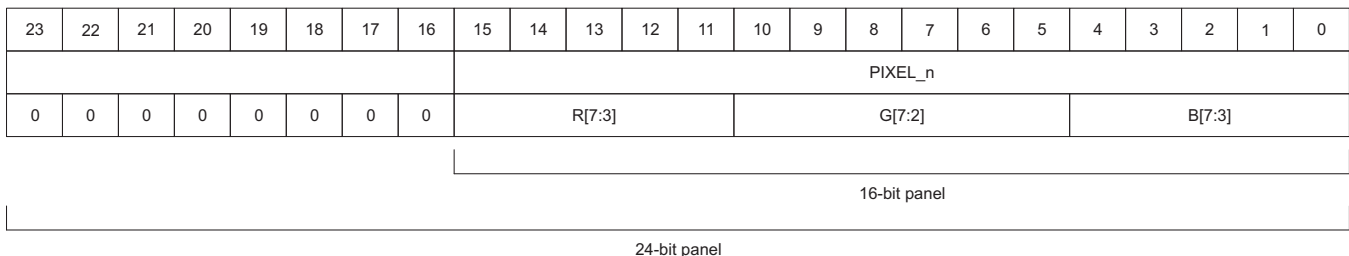 23 22 21 20 19 18 17 16 15 14 13 12 11 10 9 8 7 6 5 4 3 2 1 0
PIXEL_n
0 0 0 0 0 0 0 0 R[7:3] G[7:2] B[7:3]
16-bit panel
24-bit panel